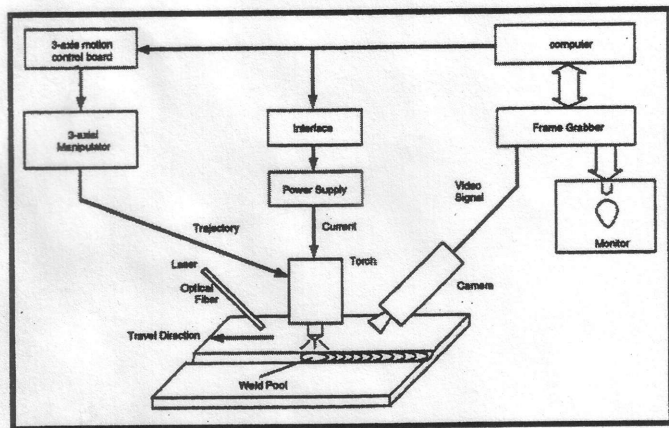 3-axis motion
control board
computer
3-axial
Manipulator
Interface
Frame Grabber
Power Supply
Video
Signal
Trajectory
Current
Monitor
Laser
Torch
Optical
Fiber
Camera
Travel Direction
Weld Pool